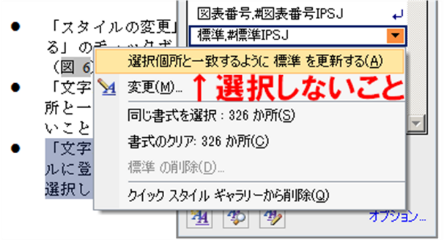 ● 「スタイルの変更」
る」のチェックボ
（図 6）
● 「文字
所と一
いこと
● 「文字
ルに登
選択し
図表番号,#図表番号IPSJ
標準,#標準IPSJ
選択個所と一致するように 標準 を更新する(A)
変更(M)...
↑選択しないこと
同じ書式を選択 : 326 か所(S)
書式のクリア: 326 か所(C)
標準 の削除(D)...
クイック スタイル ギャラリーから削除(Q)
オプション...